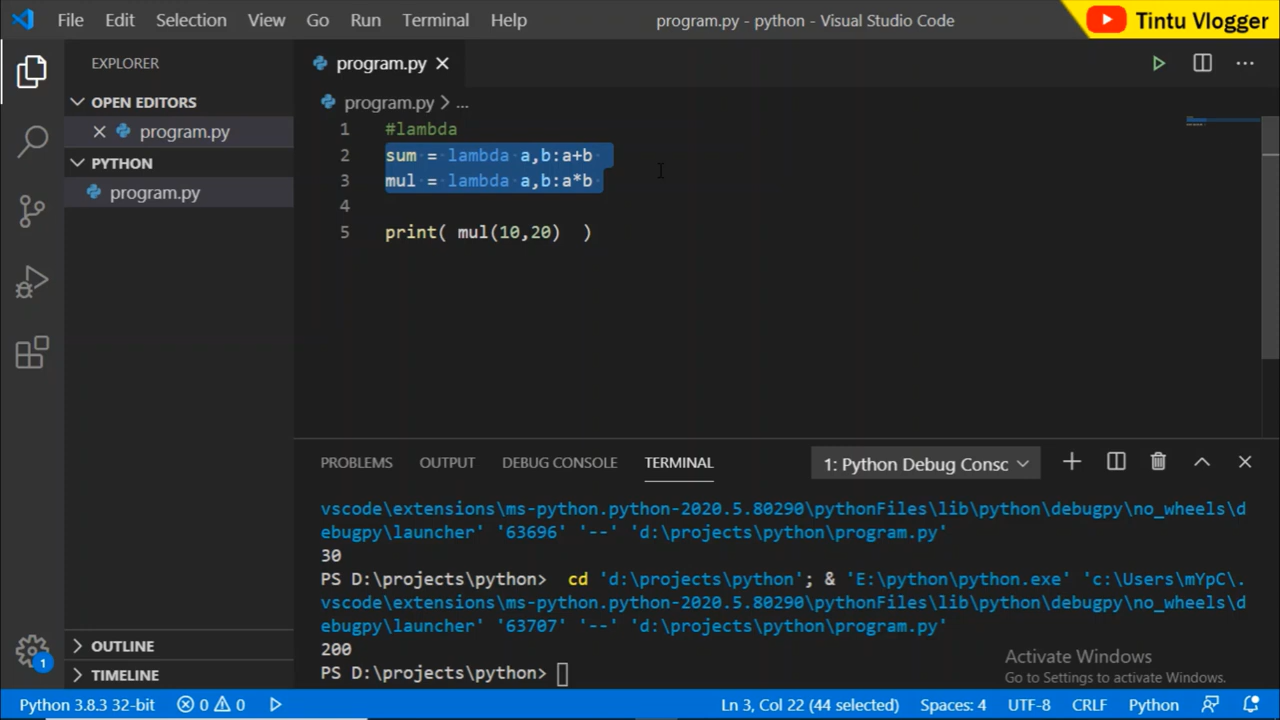 File Edit Selection View Go Run Terminal Help program.py - python - Visual Studio Code Tintu Vlogger
EXPLORER
OPEN EDITORS
program.py
PYTHON
program.py
OUTLINE
TIMELINE
1
program.py
program.py > ...
1 #lambda
2 sum = lambda a,b:a+b
3 mul = lambda a,b:a*b
4
5 print( mul(10,20)  )
PROBLEMS OUTPUT DEBUG CONSOLE TERMINAL 1: Python Debug Consc
vscode\extensions\ms-python.python-2020.5.80290\pythonFiles\lib\python\debugpy\no_wheels\d
ebugpy\launcher' '63696' '--' 'd:\projects\python\program.py'
30
PS D:\projects\python>  cd 'd:\projects\python'; & 'E:\python\python.exe' 'c:\Users\mYpC\.
vscode\extensions\ms-python.python-2020.5.80290\pythonFiles\lib\python\debugpy\no_wheels\d
ebugpy\launcher' '63707' '--' 'd:\projects\python\program.py'
200
PS D:\projects\python>
Activate Windows
Go to Settings to activate Windows.
Python 3.8.3 32-bit 0 0 Ln 3, Col 22 (44 selected) Spaces: 4 UTF-8 CRLF Python